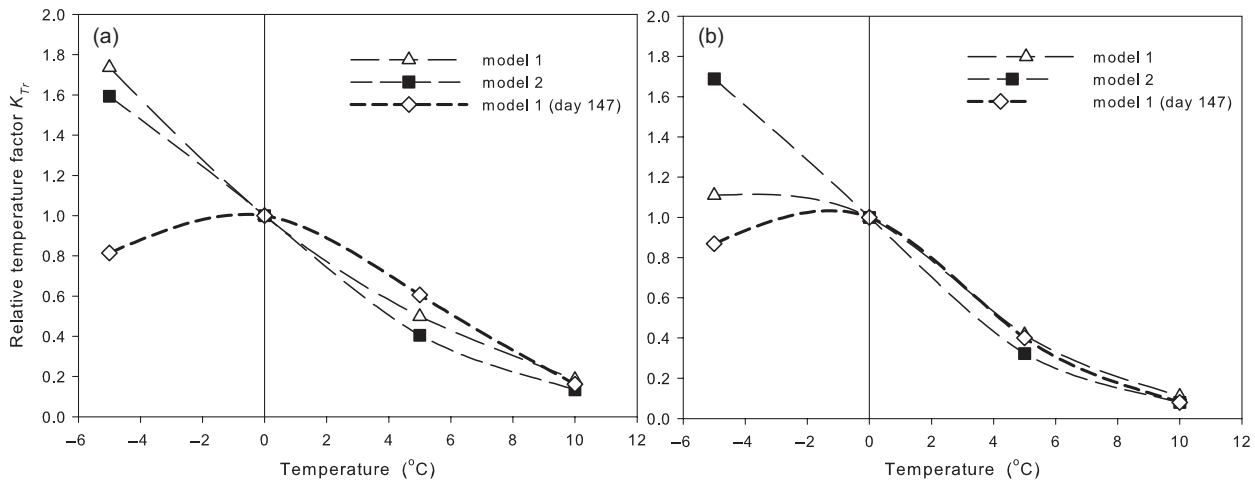 (a)
model 1
model 2
model 1 (day 147)
Relative temperature factor K_Tr
2.0
1.8
1.6
1.4
1.2
1.0
0.8
0.6
0.4
0.2
0.0
–6 –4 –2 0 2 4 6 8 10 12
Temperature (°C)
(b)
model 1
model 2
model 1 (day 147)
2.0
1.8
1.6
1.4
1.2
1.0
0.8
0.6
0.4
0.2
0.0
–6 –4 –2 0 2 4 6 8 10 12
Temperature (°C)